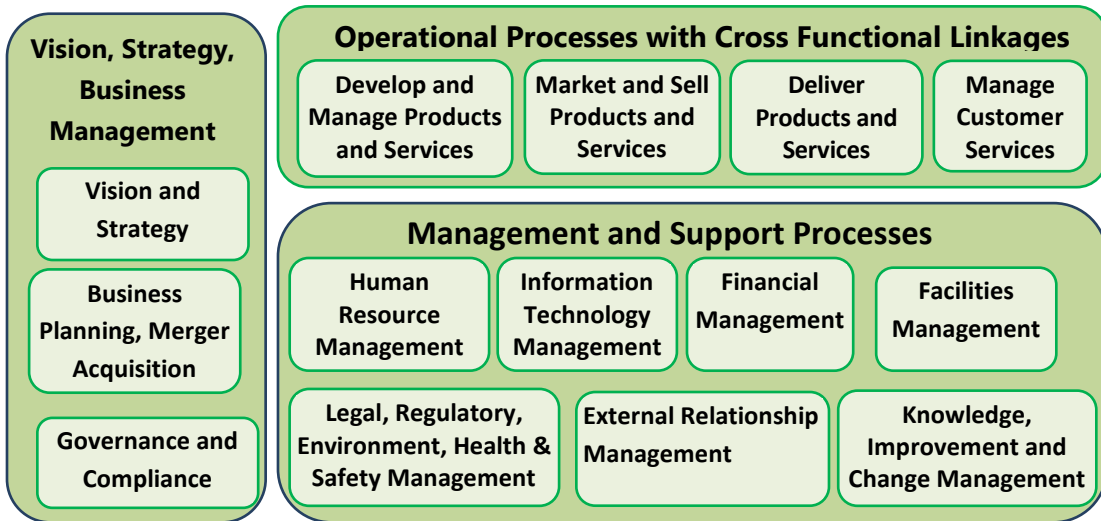 Vision, Strategy,
Business
Management
Vision and
Strategy
Business
Planning, Merger
Acquisition
Governance and
Compliance
Operational Processes with Cross Functional Linkages
Develop and
Manage Products
and Services
Market and Sell
Products and
Services
Deliver
Products and
Services
Manage
Customer
Services
Management and Support Processes
Human
Resource
Management
Information
Technology
Management
Financial
Management
Facilities
Management
Legal, Regulatory,
Environment, Health &
Safety Management
External Relationship
Management
Knowledge,
Improvement and
Change Management